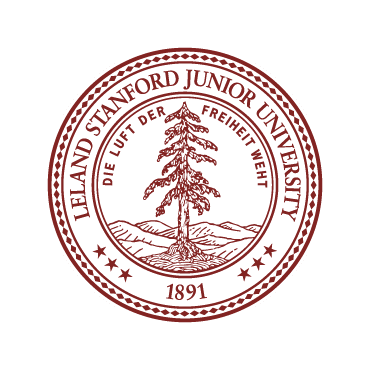 LELAND STANFORD JUNIOR UNIVERSITY
DIE LUFT DER FREIHEIT WEHT
1891